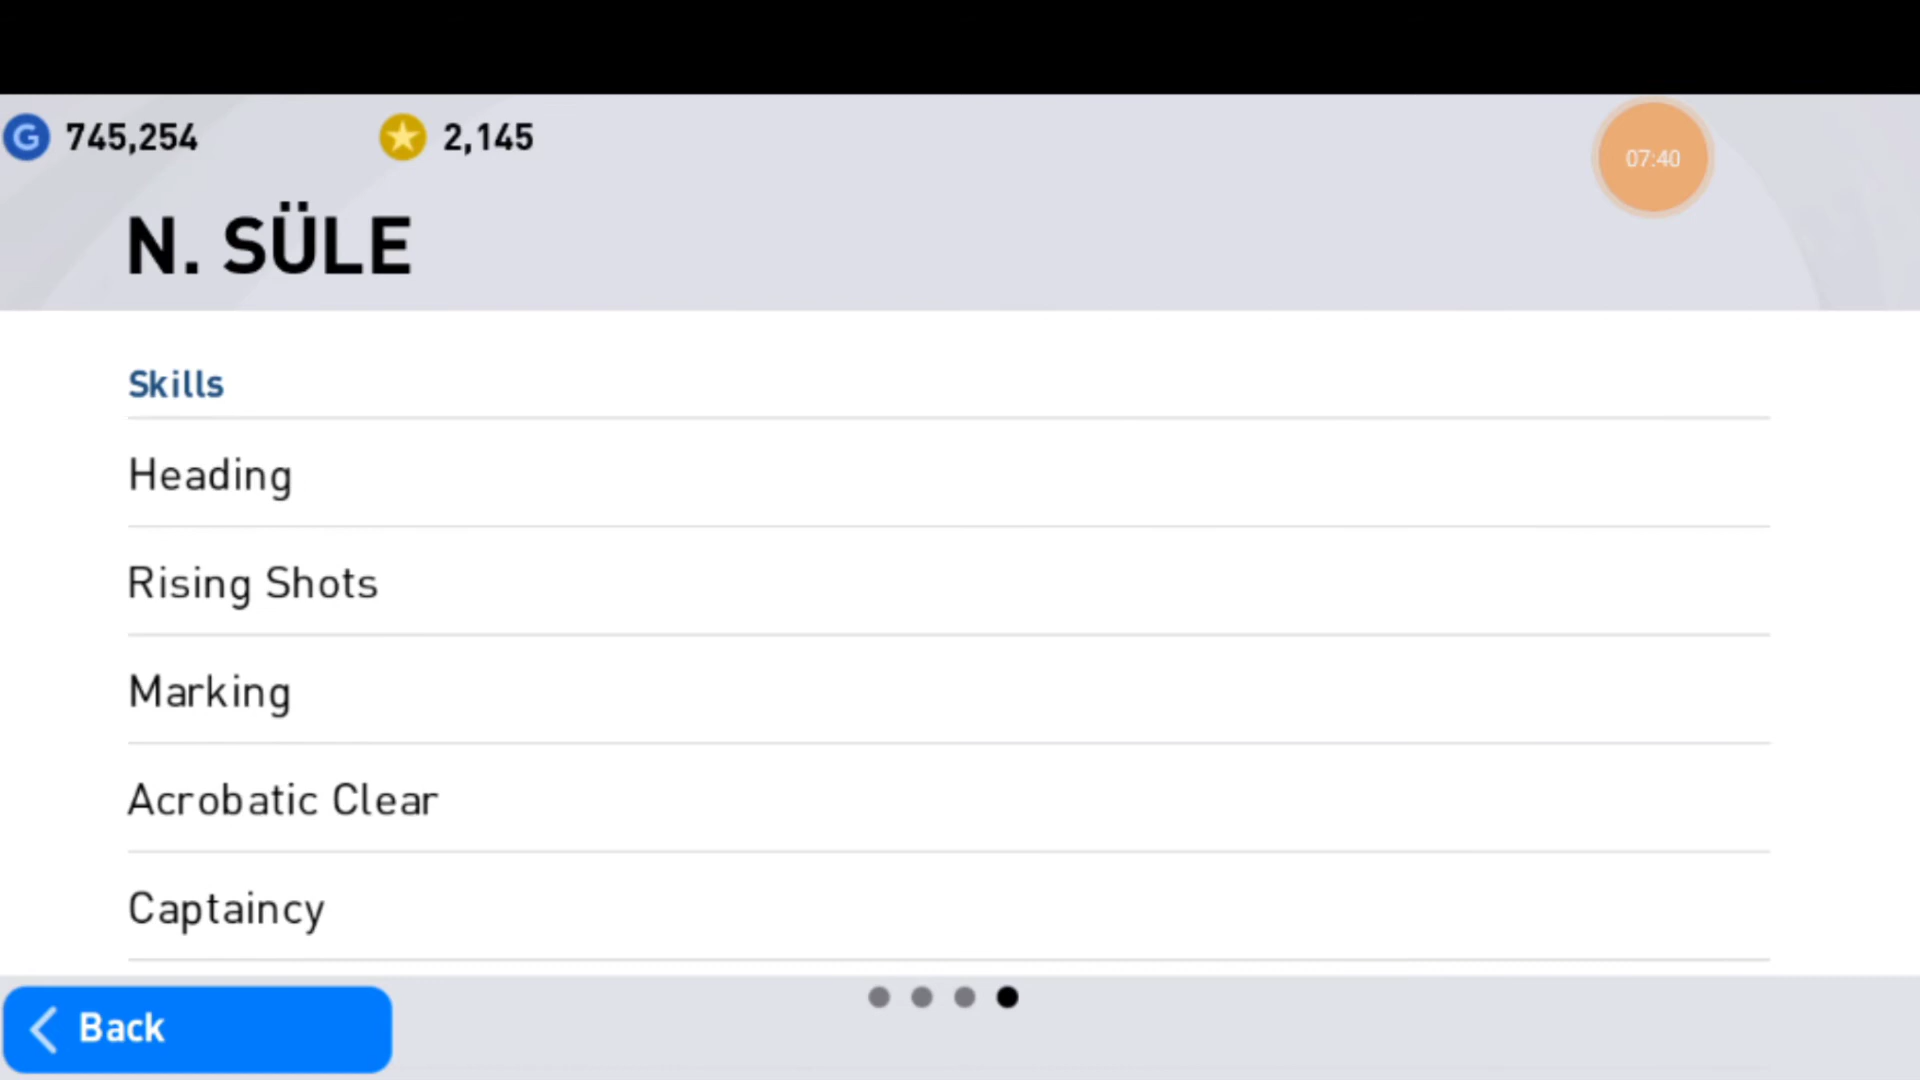 G 745,254 2,145
07:40
N. SÜLE
Skills
Heading
Rising Shots
Marking
Acrobatic Clear
Captaincy
Back